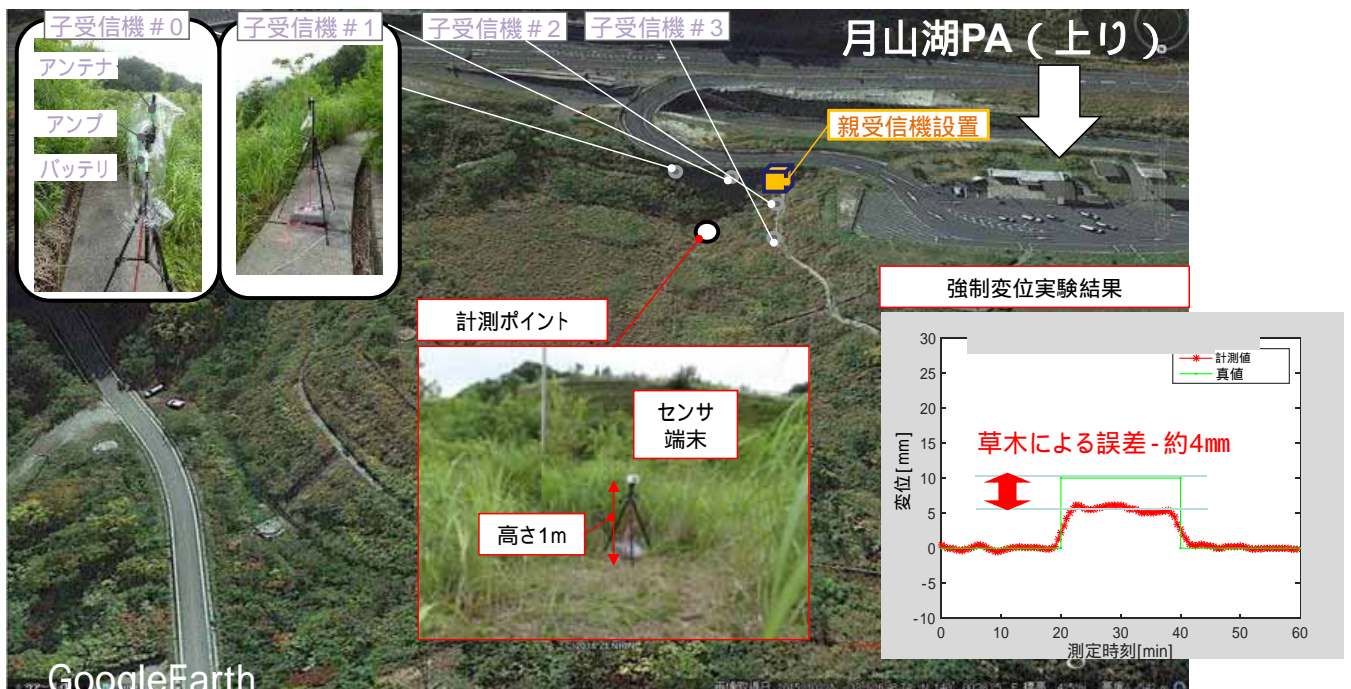 子受信機#0
子受信機#1
子受信機#2
子受信機#3
月山湖PA(上り)
アンテナ
アンプ
バッテリ
親受信機設置
計測ポイント
センサ
端末
高さ1m
強制変位実験結果
計測値
真値
草木による誤差-約4mm
変位[mm]
30
25
20
15
10
5
0
-5
-10
0
10
20
30
40
50
60
測定時刻[min]
GoogleEarth